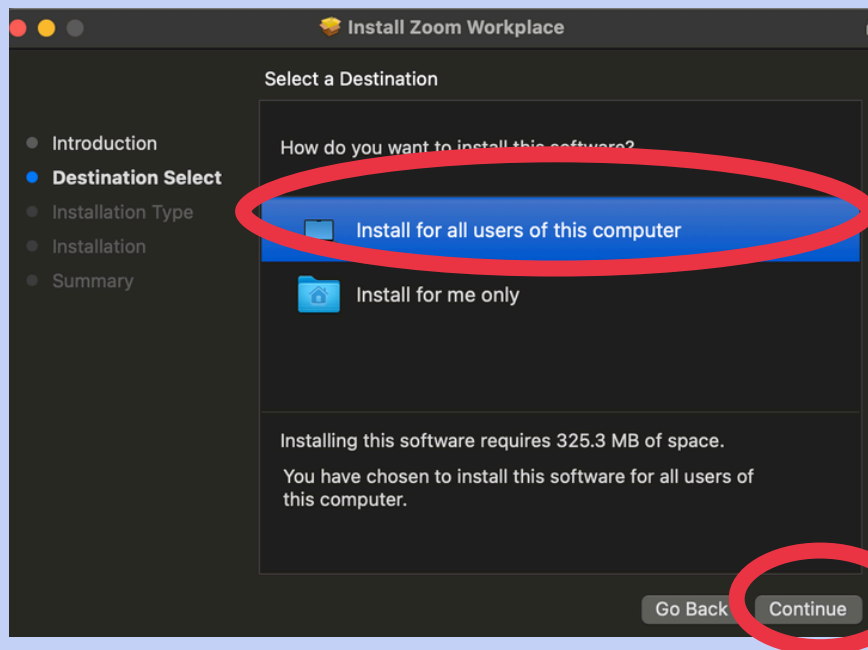 Install Zoom Workplace
Select a Destination
Introduction
Destination Select
Installation Type
Installation
Summary
How do you want to install this software?
Install for all users of this computer
Install for me only
Installing this software requires 325.3 MB of space.
You have chosen to install this software for all users of
this computer.
Go Back
Continue